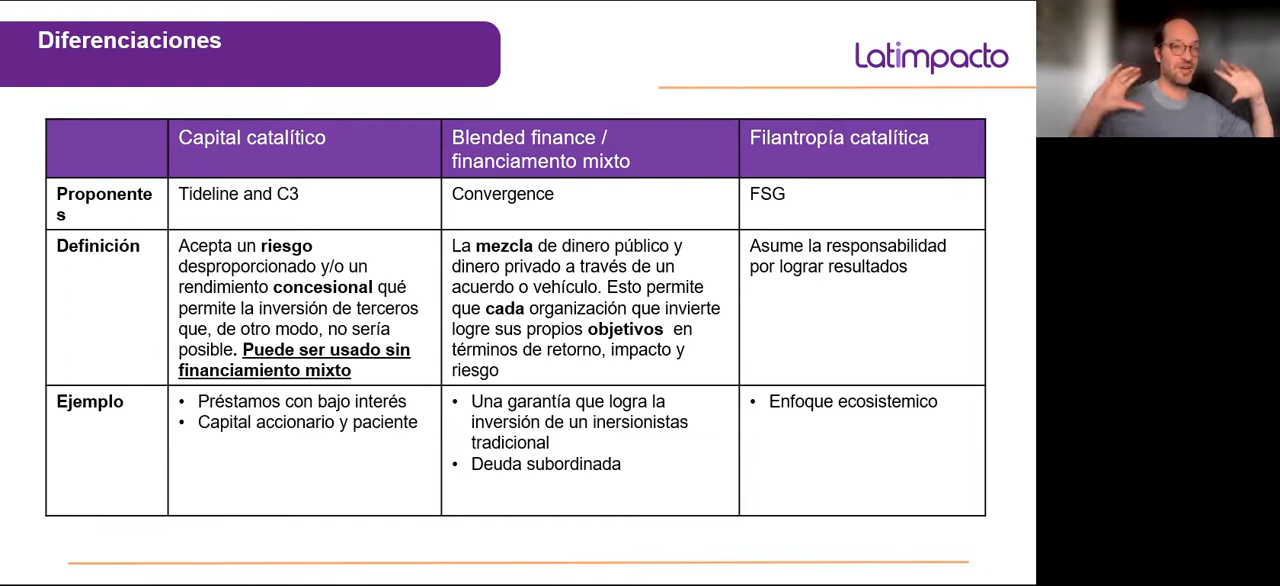 Diferenciaciones
Latimpacto
Capital catalítico
Blended finance /
financiamento mixto
Filantropía catalítica
Proponente
s
Tideline and C3
Convergence
FSG
Definición
Acepta un riesgo
desproporcionado y/o un
rendimiento concesional qué
permite la inversión de terceros
que, de otro modo, no sería
posible. Puede ser usado sin
financiamiento mixto
La mezcla de dinero público y
dinero privado a través de un
acuerdo o vehículo. Esto permite
que cada organización que invierte
logre sus propios objetivos en
términos de retorno, impacto y
riesgo
Asume la responsabilidad
por lograr resultados
Ejemplo
• Préstamos con bajo interés
• Capital accionario y paciente
• Una garantía que logra la
inversión de un inersionistas
tradicional
• Deuda subordinada
• Enfoque ecosistemico